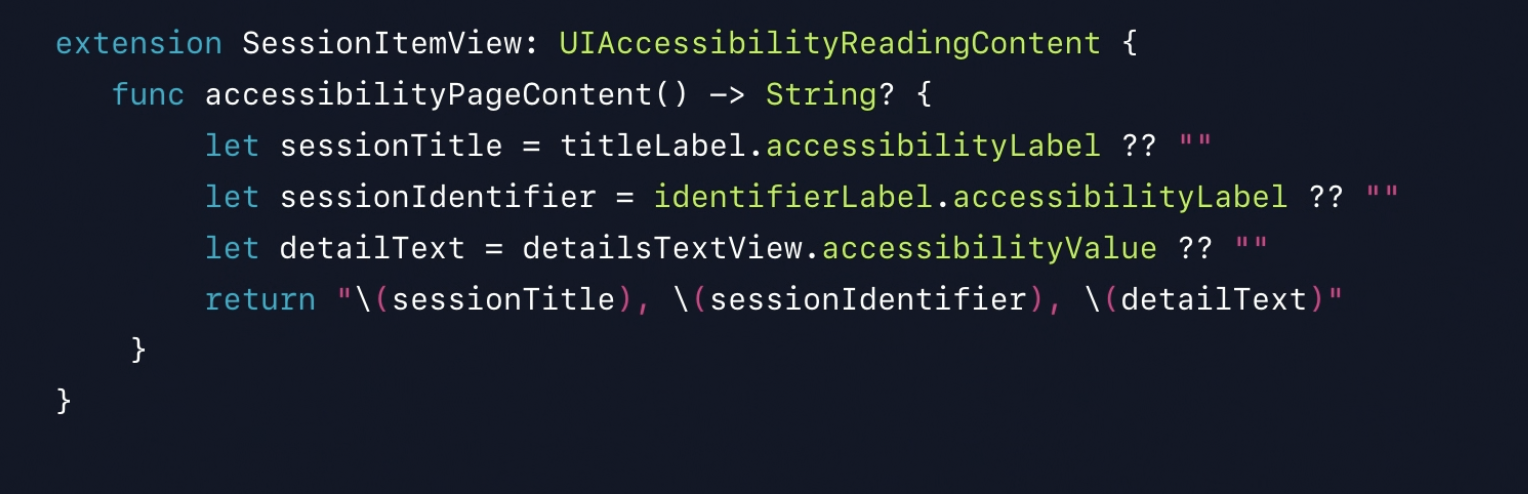 extension SessionItemView: UIAccessibilityReadingContent {
func accessibilityPageContent() -> String? {
let sessionTitle = titleLabel.accessibilityLabel ?? ""
let sessionIdentifier = identifierLabel.accessibilityLabel ?? ""
let detailText = detailsTextView.accessibilityValue ?? ""
return "\(sessionTitle), \(sessionIdentifier), \(detailText)"
}
}